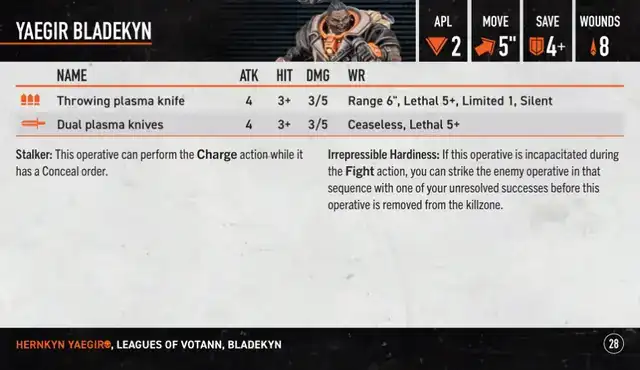 YAEGIR BLADEKYN
APL
2
MOVE
5"
SAVE
4+
WOUNDS
8
NAME ATK HIT DMG WR
Throwing plasma knife 4 3+ 3/5 Range 6", Lethal 5+, Limited 1, Silent
Dual plasma knives 4 3+ 3/5 Ceaseless, Lethal 5+
Stalker: This operative can perform the Charge action while it
has a Conceal order.
Irrepressible Hardiness: If this operative is incapacitated during
the Fight action, you can strike the enemy operative in that
sequence with one of your unresolved successes before this
operative is removed from the killzone.
HERNKYN YAEGIR, LEAGUES OF VOTANN, BLADEKYN
28